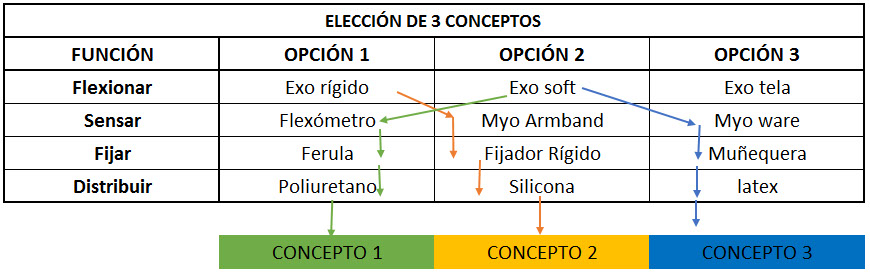 ELECCIÓN DE 3 CONCEPTOS
FUNCIÓN OPCIÓN 1 OPCIÓN 2 OPCIÓN 3
Flexionar Exo rígido Exo soft Exo tela
Sensar Flexómetro Myo Armband Myo ware
Fijar Ferula Fijador Rígido Muñequera
Distribuir Poliuretano Silicona latex
CONCEPTO 1 CONCEPTO 2 CONCEPTO 3